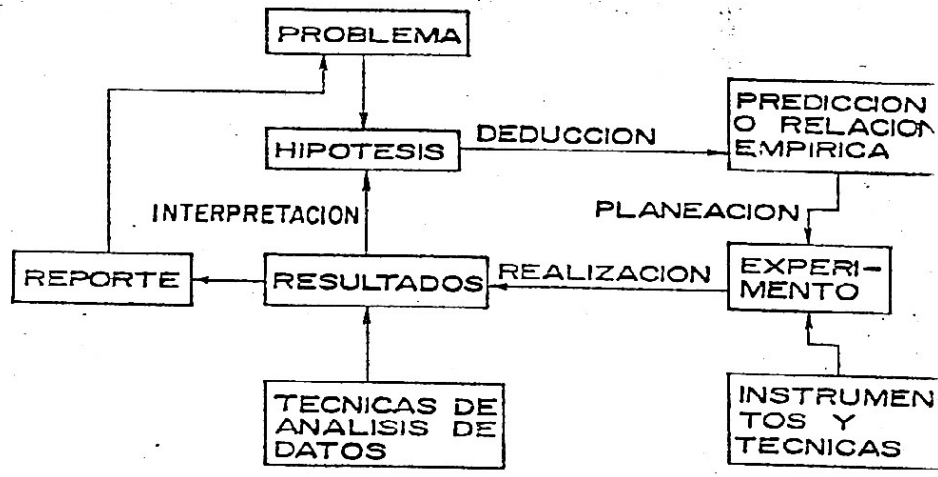 PROBLEMA
HIPOTESIS
DEDUCCION
PREDICCION
O RELACION
EMPIRICA
INTERPRETACION
PLANEACION
REPORTE
RESULTADOS
REALIZACION
EXPERI-
MENTO
TECNICAS DE
ANALISIS DE
DATOS
INSTRUMEN
TOS Y
TECNICAS